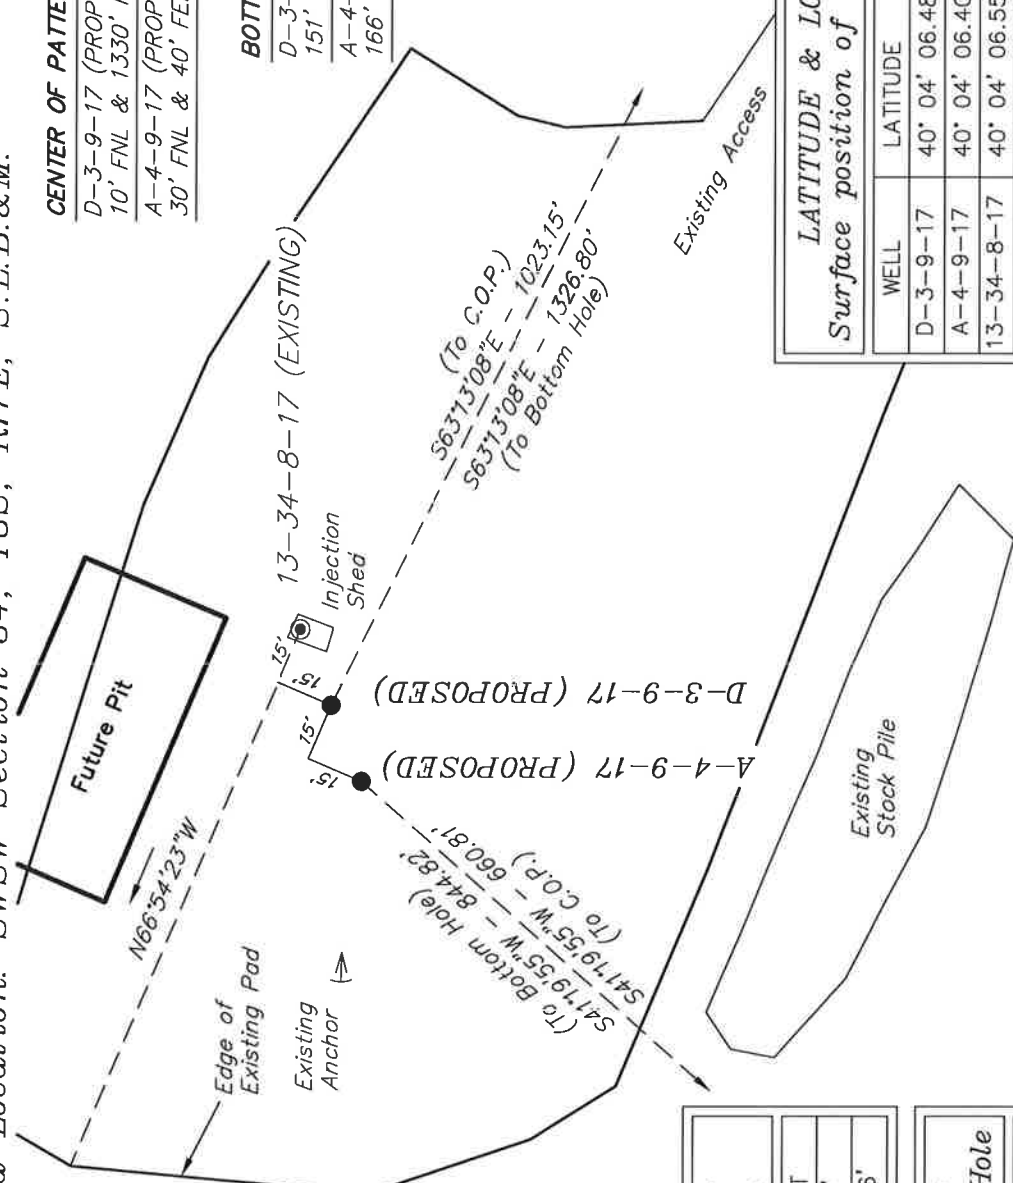 Location: SWSW Section 34, T8S, R17E, S.L.B.&M.
CENTER OF PATTE
D-3-9-17 (PROP
10' FNL & 1330'
A-4-9-17 (PROP
30' FNL & 40' FE
BOTT
D-3-
151'
A-4-
166'
Future Pit
N66°54'23"W
Edge of
Existing Pad
Existing
Anchor
13-34-8-17 (EXISTING)
Injection
Shed
15'
15'
15'
15'
D-3-9-17 (PROPOSED)
A-4-9-17 (PROPOSED)
(To C.O.P.)
S63°13'08"E - 1023.15'
S63°13'08"E - 1326.80'
(To Bottom Hole)
Existing Access
(To Bottom Hole)
S41°19'55"W - 844.82'
S41°19'55"W - 660.81'
(To C.O.P.)
Existing
Stock Pile
LATITUDE & LO
Surface position of
WELL LATITUDE
D-3-9-17 40° 04' 06.48
A-4-9-17 40° 04' 06.40
13-34-8-17 40° 04' 06.55
Hole